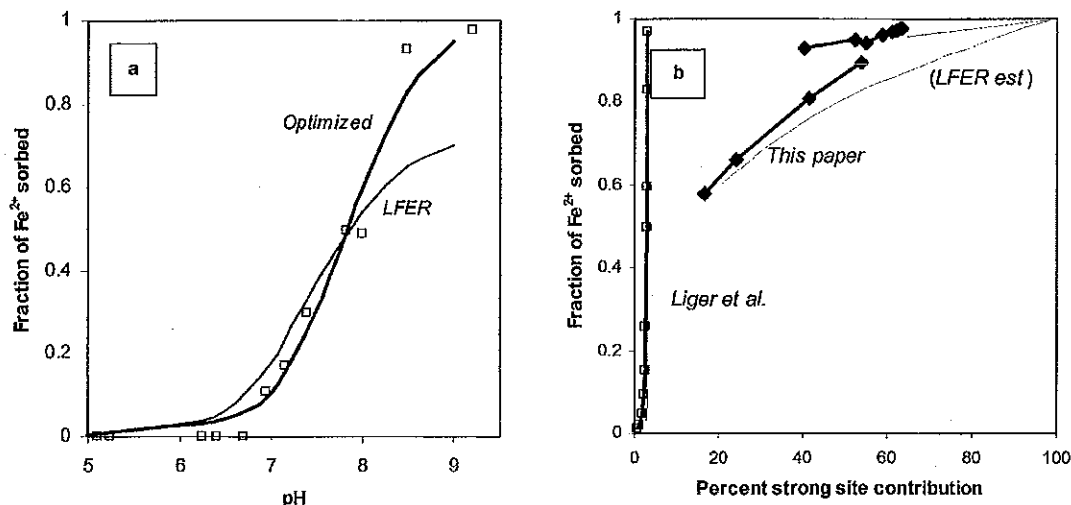 a
Optimized
LFER
1
0.8
0.6
0.4
0.2
0
5
6
7
8
9
pH
Fraction of Fe2+ sorbed
b
(LFER est)
This paper
Liger et al.
1
0.8
0.6
0.4
0.2
0
0
20
40
60
80
100
Percent strong site contribution
Fraction of Fe2+ sorbed